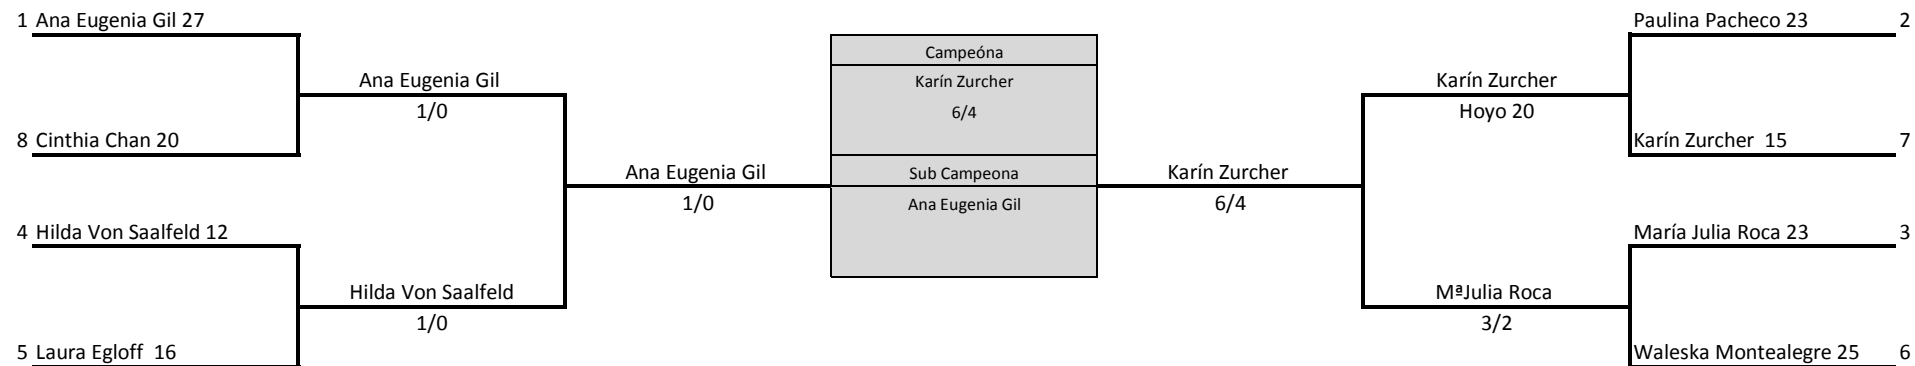 1 Ana Eugenia Gil 27
Paulina Pacheco 23 2
Campeóna
Ana Eugenia Gil
Karín Zurcher
Karín Zurcher
1/0
6/4
Hoyo 20
8 Cinthia Chan 20
Karín Zurcher 15 7
Ana Eugenia Gil
Sub Campeona
Karín Zurcher
1/0
Ana Eugenia Gil
6/4
4 Hilda Von Saalfeld 12
María Julia Roca 23 3
Hilda Von Saalfeld
MªJulia Roca
1/0
3/2
5 Laura Egloff 16
Waleska Montealegre 25 6